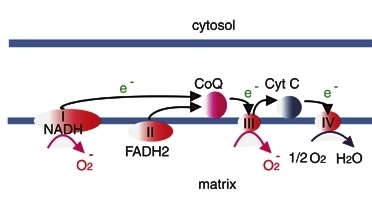 cytosol
e-
CoQ
e-
Cyt C
e-
I
NADH
II
FADH2
III
IV
O2-
O2-
1/2 O2
H2O
matrix